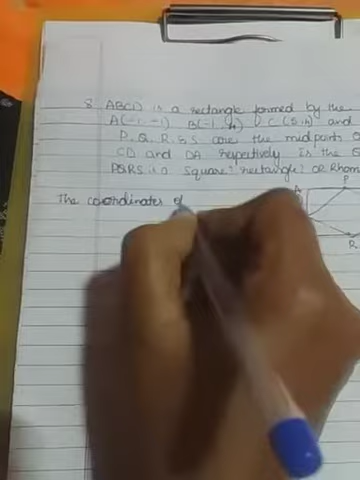 8. ABCD is a rectangle formed by the
A(-1,-1) B(-1,4) C(5,4) and
P, Q, R, & S are the midpoints
CD and DA respectively Is the
PQRS is a square? rectangle? OR Rhom
The coordinates of
A
P
R